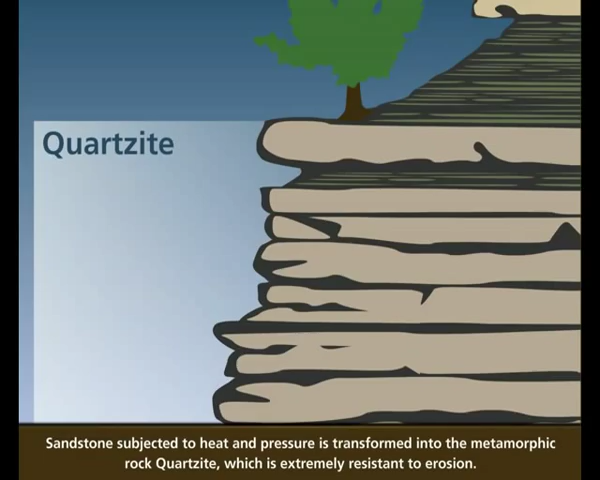 Quartzite
Sandstone subjected to heat and pressure is transformed into the metamorphic
rock Quartzite, which is extremely resistant to erosion.